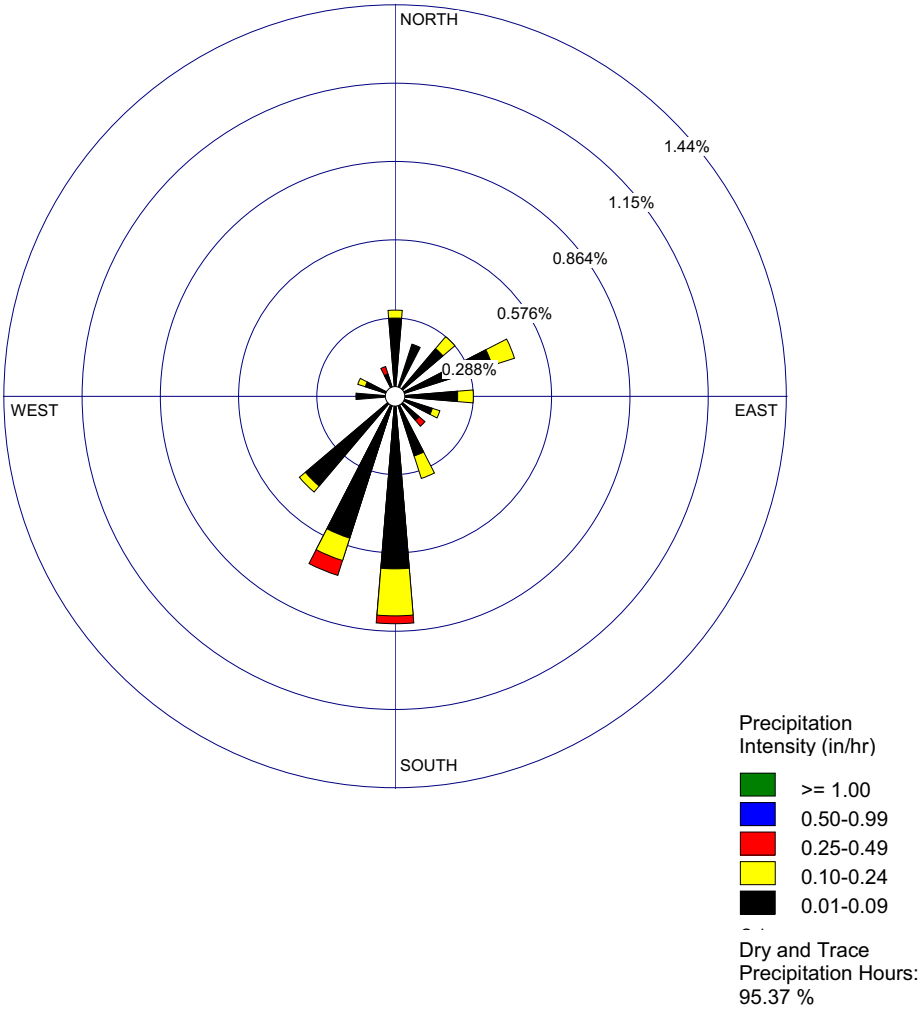 NORTH
1.44%
1.15%
0.864%
0.576%
0.288%
WEST
EAST
SOUTH
Precipitation
Intensity (in/hr)
>= 1.00
0.50-0.99
0.25-0.49
0.10-0.24
0.01-0.09
Dry and Trace
Precipitation Hours:
95.37 %